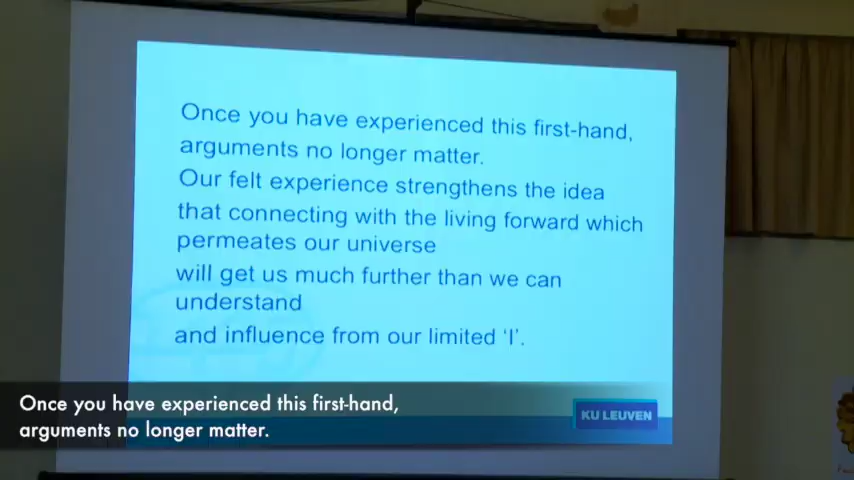 Once you have experienced this first-hand,
arguments no longer matter.
Our felt experience strengthens the idea
that connecting with the living forward which
permeates our universe
will get us much further than we can
understand
and influence from our limited ‘I’.
Once you have experienced this first-hand,
arguments no longer matter.
KU LEUVEN